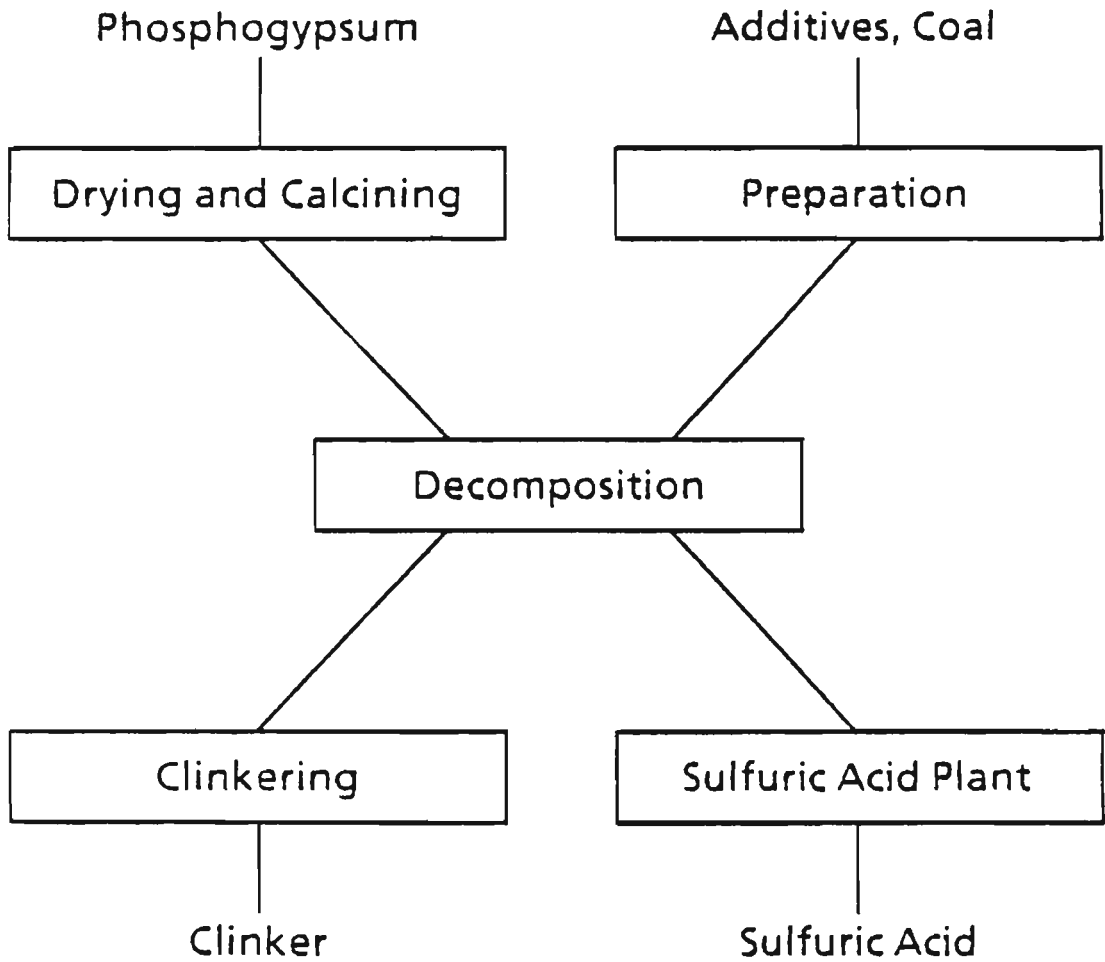 Phosphogypsum
Additives, Coal
Drying and Calcining
Preparation
Decomposition
Clinkering
Sulfuric Acid Plant
Clinker
Sulfuric Acid